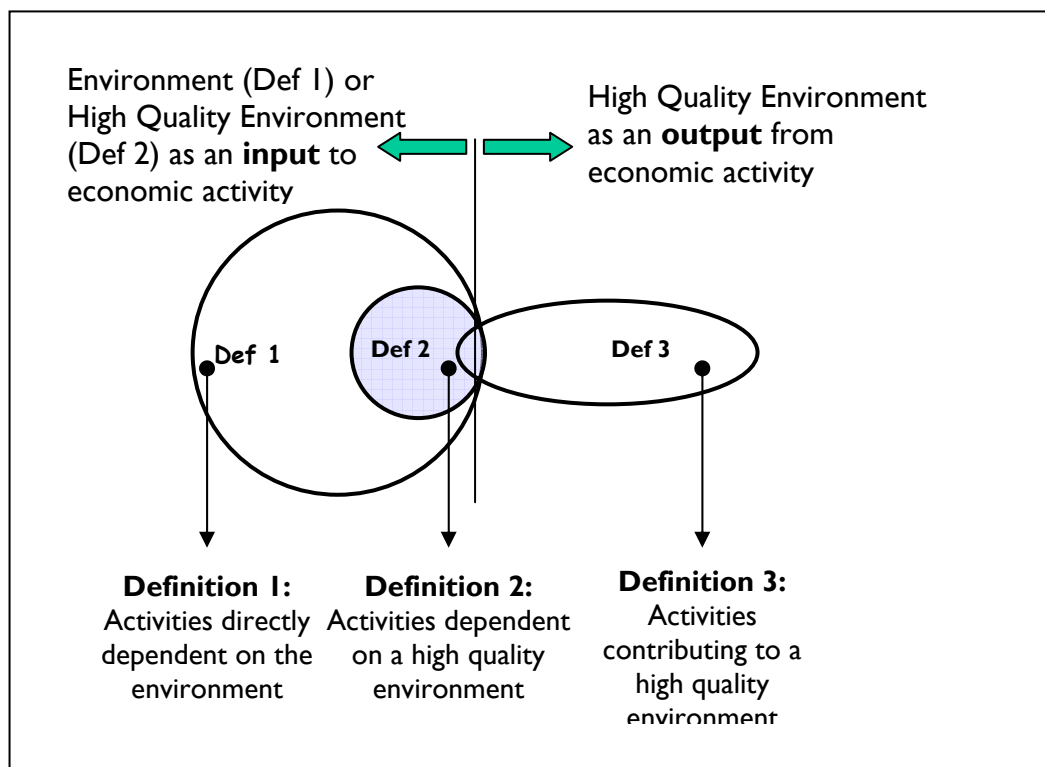 Environment (Def 1) or
High Quality Environment
(Def 2) as an input to
economic activity
High Quality Environment
as an output from
economic activity
Def 1
Def 2
Def 3
Definition 1:
Activities directly
dependent on the
environment
Definition 2:
Activities dependent
on a high quality
environment
Definition 3:
Activities
contributing to a
high quality
environment